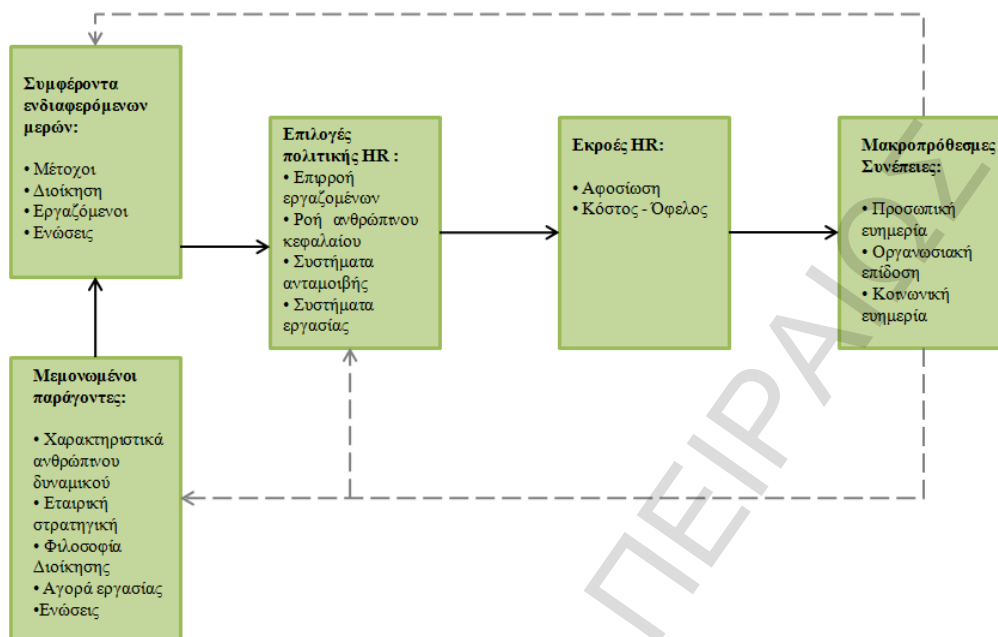 Συμφέροντα
ενδιαφερόμενων
μερών:
• Μέτοχοι
• Διοίκηση
• Εργαζόμενοι
• Ενώσεις
Επιλογές
πολιτικής HR :
• Επιρροή
εργαζομένων
• Ροή ανθρώπινου
κεφαλαίου
• Συστήματα
ανταμοιβής
• Συστήματα
εργασίας
Εκροές HR:
• Αφοσίωση
• Κόστος - Όφελος
Μακροπρόθεσμες
Συνέπειες:
• Προσωπική
ευημερία
• Οργανωσιακή
επίδοση
• Κοινωνική
ευημερία
Μεμονωμένοι
παράγοντες:
• Χαρακτηριστικά
ανθρώπινου
δυναμικού
• Εταιρική
στρατηγική
• Φιλοσοφία
Διοίκησης
• Αγορά εργασίας
•Ενώσεις
ΠΕΙΡΑΙΩΣ